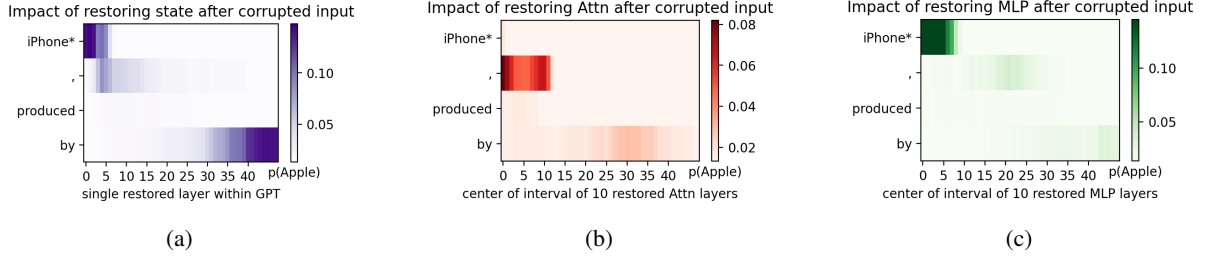 Impact of restoring state after corrupted input
iPhone*
,
produced
by
0 5 10 15 20 25 30 35 40
single restored layer within GPT
0.10
0.05
p(Apple)
(a)
Impact of restoring Attn after corrupted input
iPhone*
,
produced
by
0 5 10 15 20 25 30 35 40
center of interval of 10 restored Attn layers
0.08
0.06
0.04
0.02
p(Apple)
(b)
Impact of restoring MLP after corrupted input
iPhone*
,
produced
by
0 5 10 15 20 25 30 35 40
center of interval of 10 restored MLP layers
0.10
0.05
p(Apple)
(c)